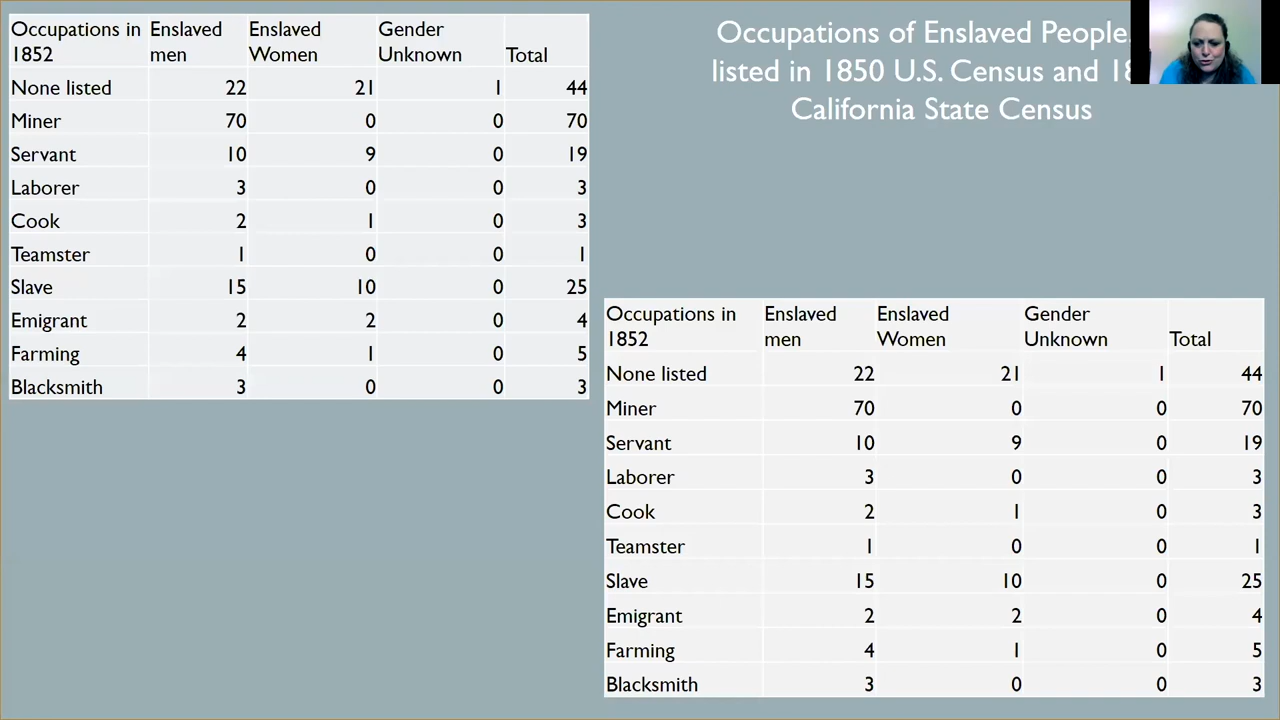 Occupations in Enslaved Enslaved Gender
1852 men Women Unknown Total
None listed 22 21 1 44
Miner 70 0 0 70
Servant 10 9 0 19
Laborer 3 0 0 3
Cook 2 1 0 3
Teamster 1 0 0 1
Slave 15 10 0 25
Emigrant 2 2 0 4
Farming 4 1 0 5
Blacksmith 3 0 0 3
Occupations of Enslaved People
listed in 1850 U.S. Census and
California State Census
Occupations in Enslaved Enslaved Gender
1852 men Women Unknown Total
None listed 22 21 1 44
Miner 70 0 0 70
Servant 10 9 0 19
Laborer 3 0 0 3
Cook 2 1 0 3
Teamster 1 0 0 1
Slave 15 10 0 25
Emigrant 2 2 0 4
Farming 4 1 0 5
Blacksmith 3 0 0 3